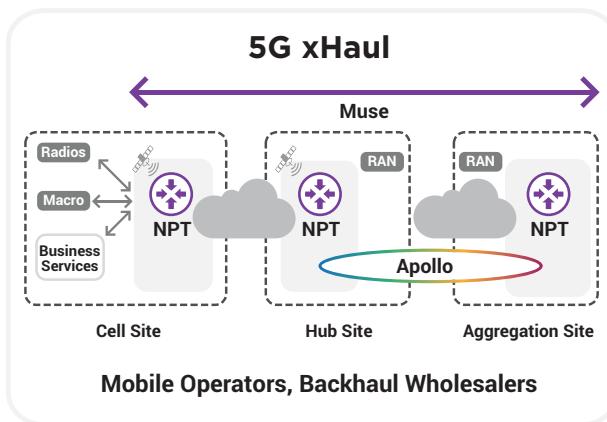 5G xHaul
Muse
Radios
Macro
Business
Services
NPT
RAN
NPT
RAN
NPT
Apollo
Cell Site
Hub Site
Aggregation Site
Mobile Operators, Backhaul Wholesalers